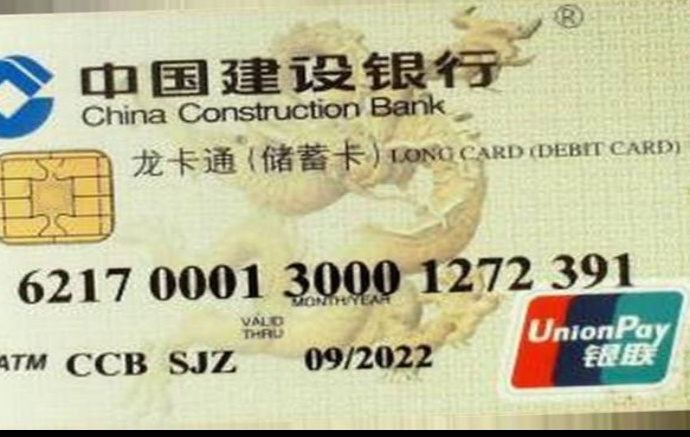 ®
中国建设银行
China Construction Bank
龙卡通(储蓄卡) LONG CARD (DEBIT CARD)
6217 0001 3000 1272 391
MONTH/YEAR
VALID
THRU
ATM CCB SJZ 09/2022
UnionPay
银联